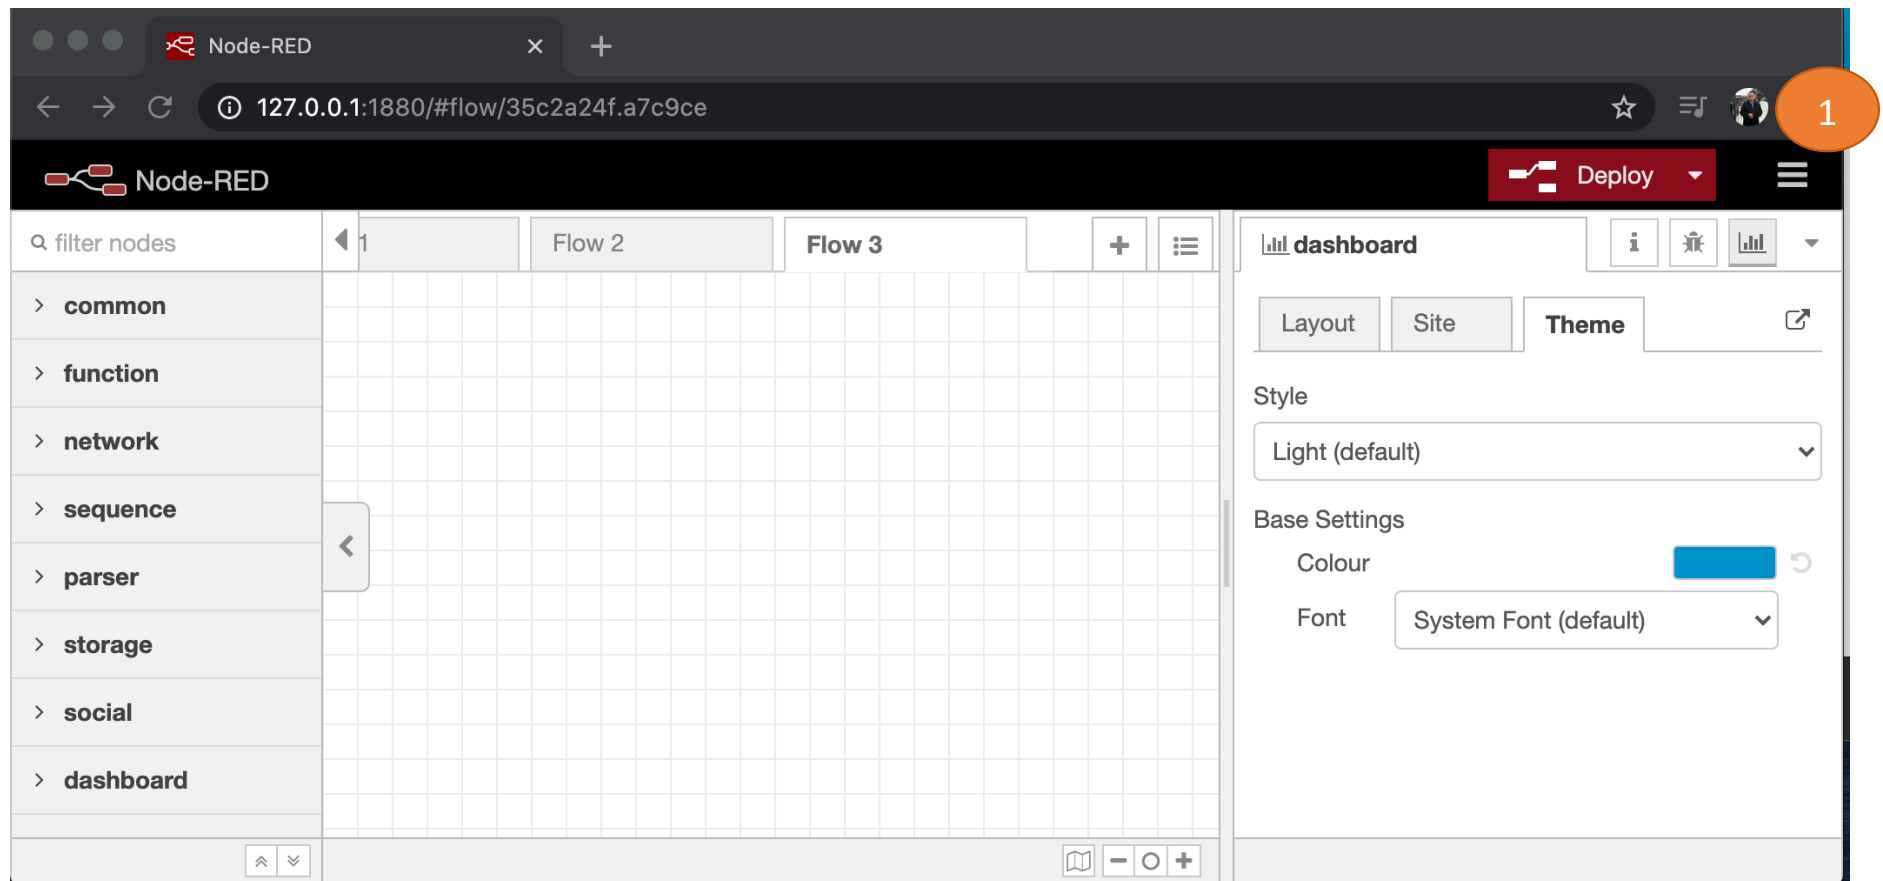 Node-RED
127.0.0.1:1880/#flow/35c2a24f.a7c9ce
1
Node-RED
Deploy
filter nodes
1
Flow 2
Flow 3
dashboard
i
common
function
network
sequence
parser
storage
social
dashboard
Layout
Site
Theme
Style
Light (default)
Base Settings
Colour
Font
System Font (default)